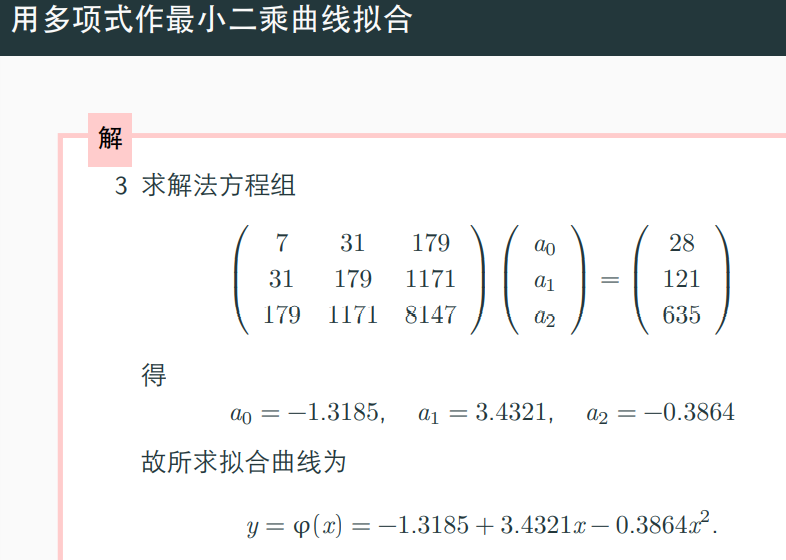 用多项式作最小二乘曲线拟合
解
3 求解法方程组
$$\begin{pmatrix} 7 & 31 & 179 \\ 31 & 179 & 1171 \\ 179 & 1171 & 8147 \end{pmatrix} \begin{pmatrix} a_0 \\ a_1 \\ a_2 \end{pmatrix} = \begin{pmatrix} 28 \\ 121 \\ 635 \end{pmatrix}$$
得
$a_0 = -1.3185, \quad a_1 = 3.4321, \quad a_2 = -0.3864$
故所求拟合曲线为
$y = φ(x) = -1.3185 + 3.4321x - 0.3864x^2.$